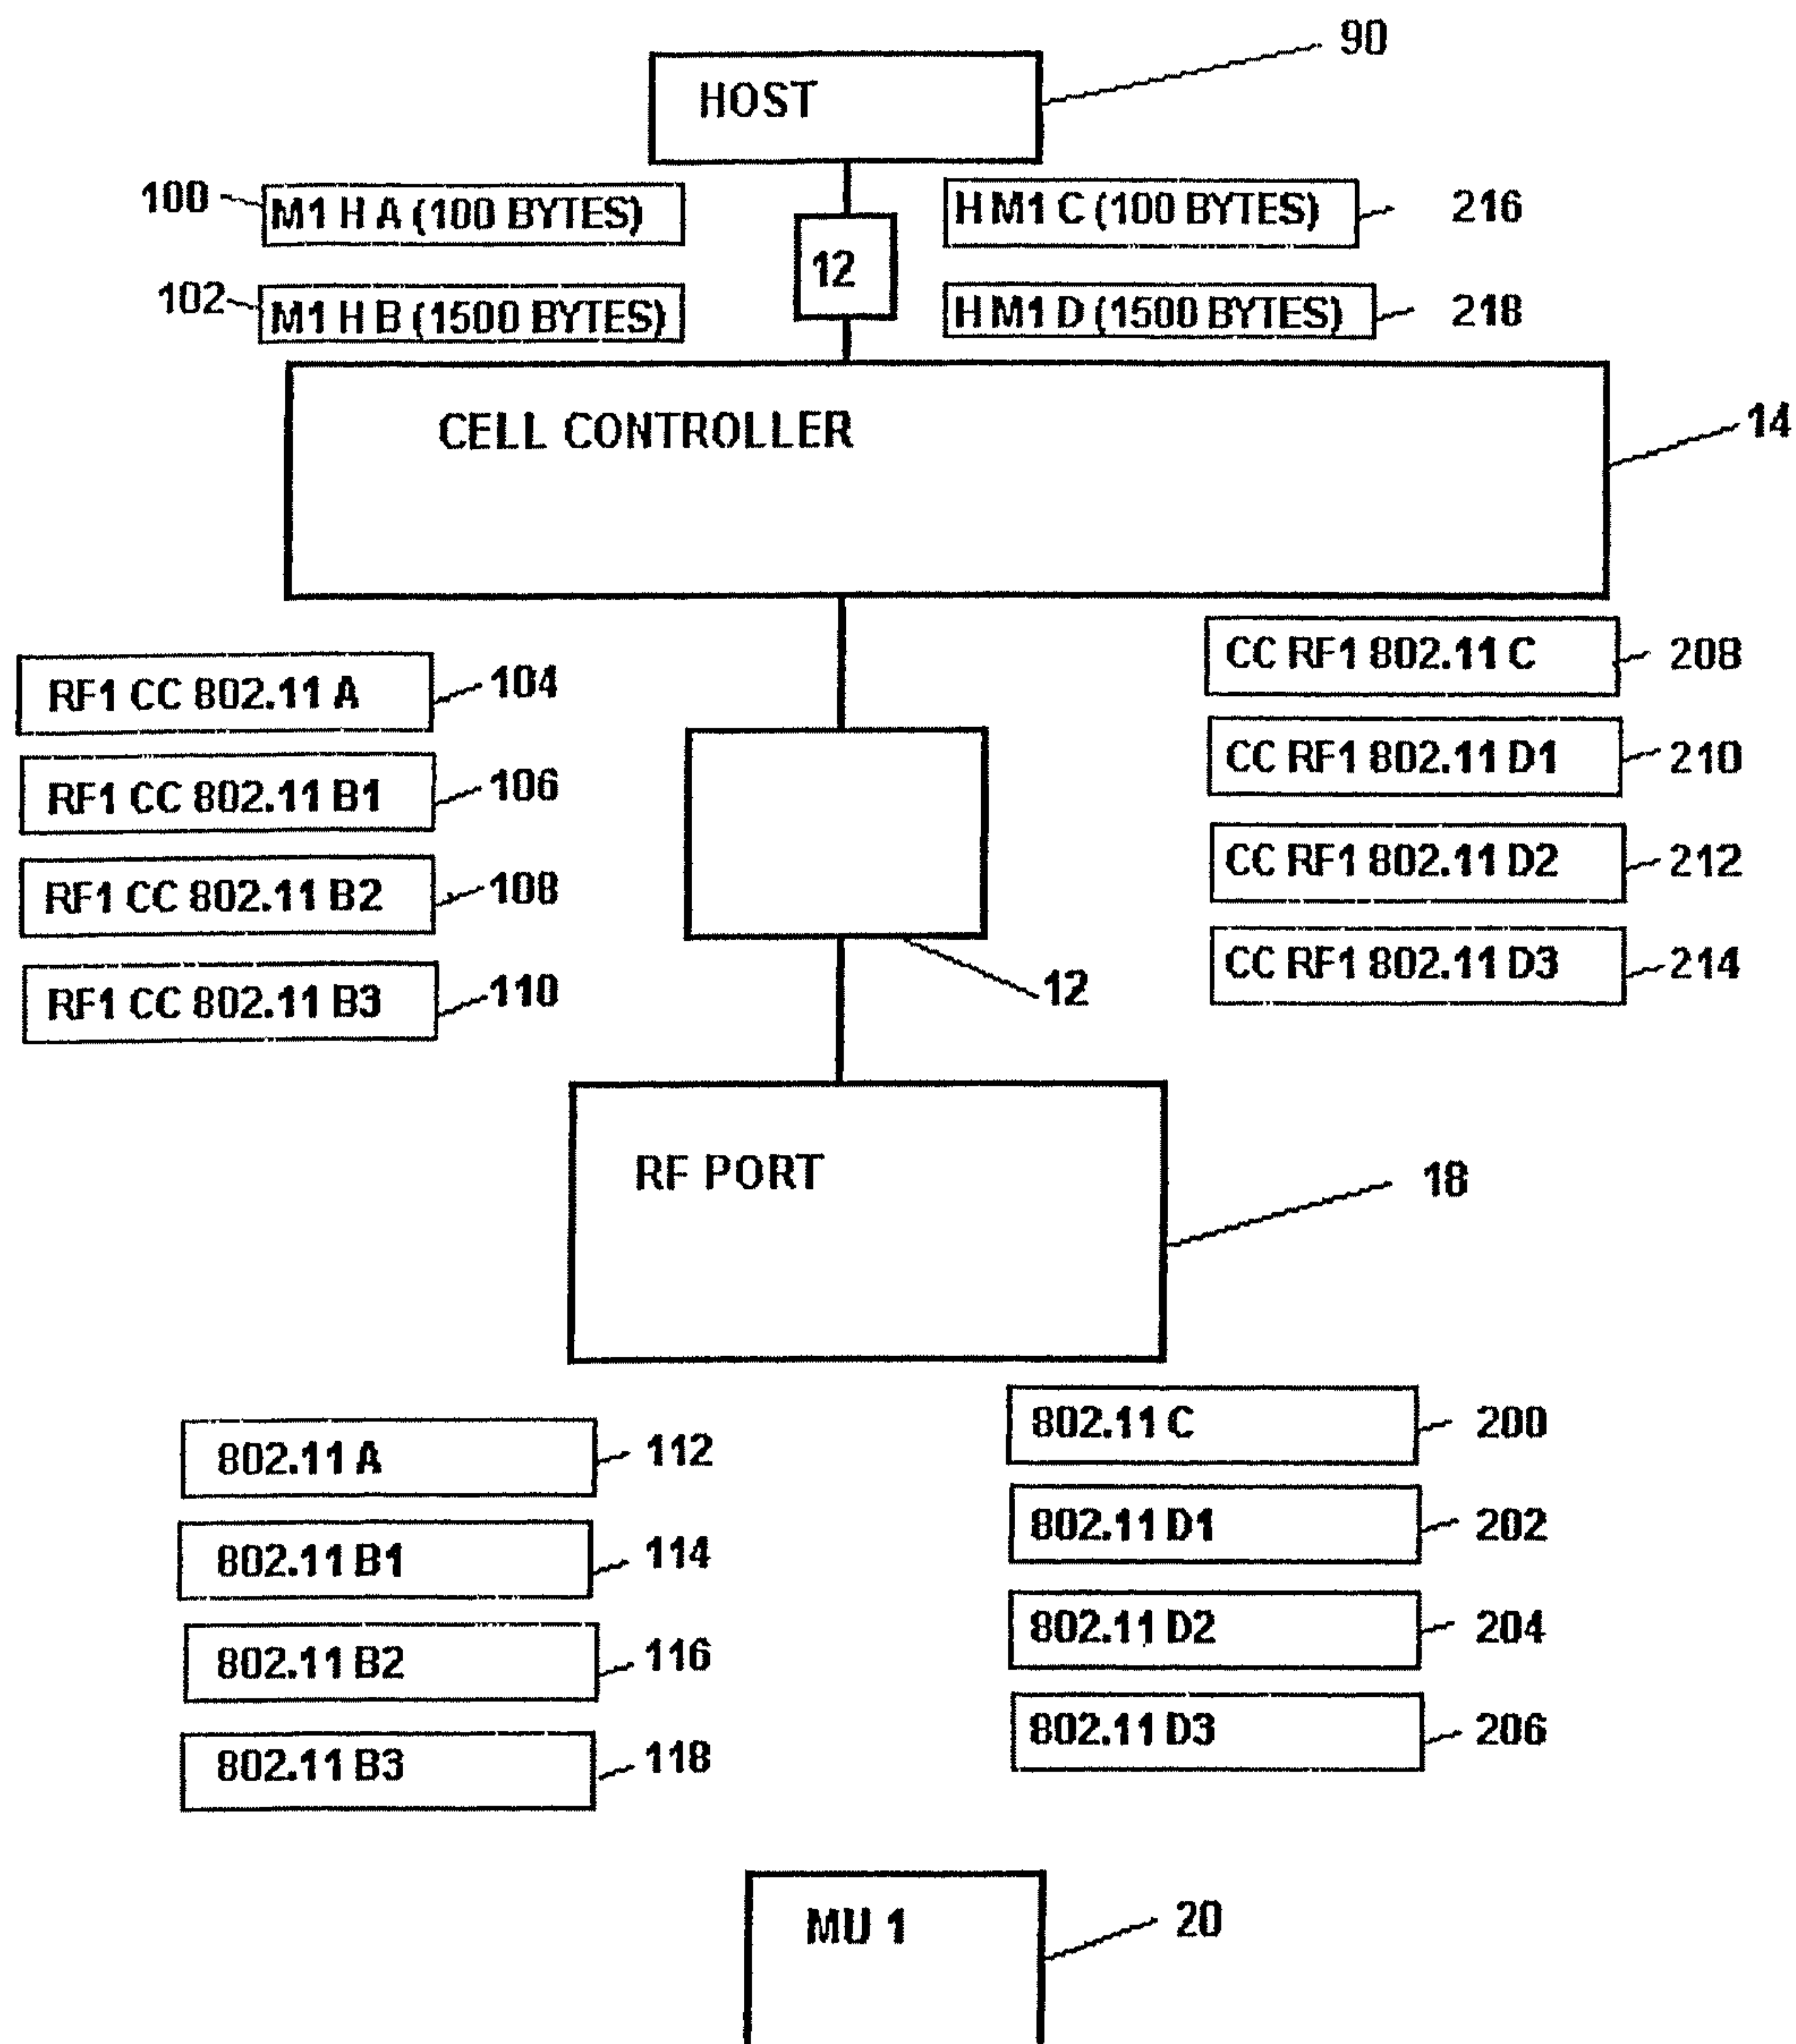 90
HOST
100
M1 H A (100 BYTES)
H M1 C (100 BYTES)
216
12
102
M1 H B (1500 BYTES)
H M1 D (1500 BYTES)
218
CELL CONTROLLER
14
CC RF1 802.11 C
208
RF1 CC 802.11 A
104
CC RF1 802.11 D1
210
RF1 CC 802.11 B1
106
CC RF1 802.11 D2
212
RF1 CC 802.11 B2
108
CC RF1 802.11 D3
214
RF1 CC 802.11 B3
110
12
RF PORT
18
802.11 C
200
802.11 A
112
802.11 D1
202
802.11 B1
114
802.11 D2
204
802.11 B2
116
802.11 D3
206
802.11 B3
118
MU 1
20